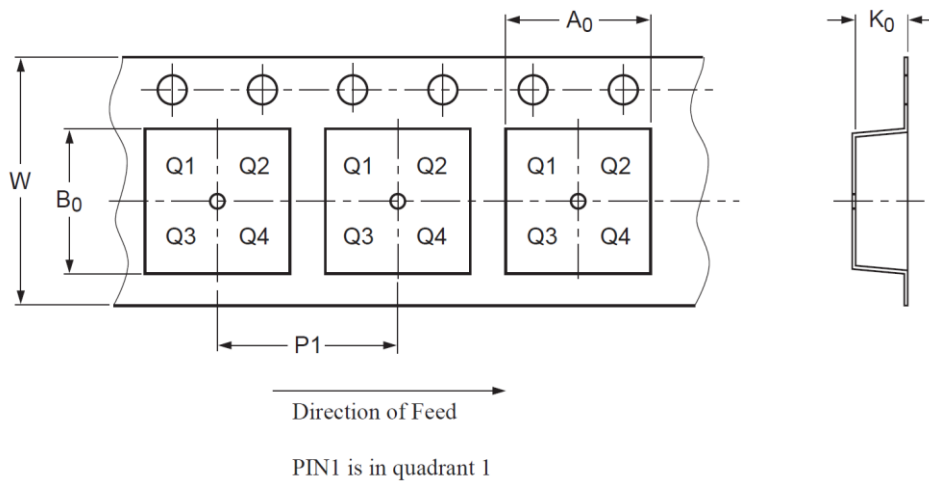 A0
K0
W
B0
Q1 Q2
Q3 Q4
Q1 Q2
Q3 Q4
Q1 Q2
Q3 Q4
P1
Direction of Feed
PIN1 is in quadrant 1